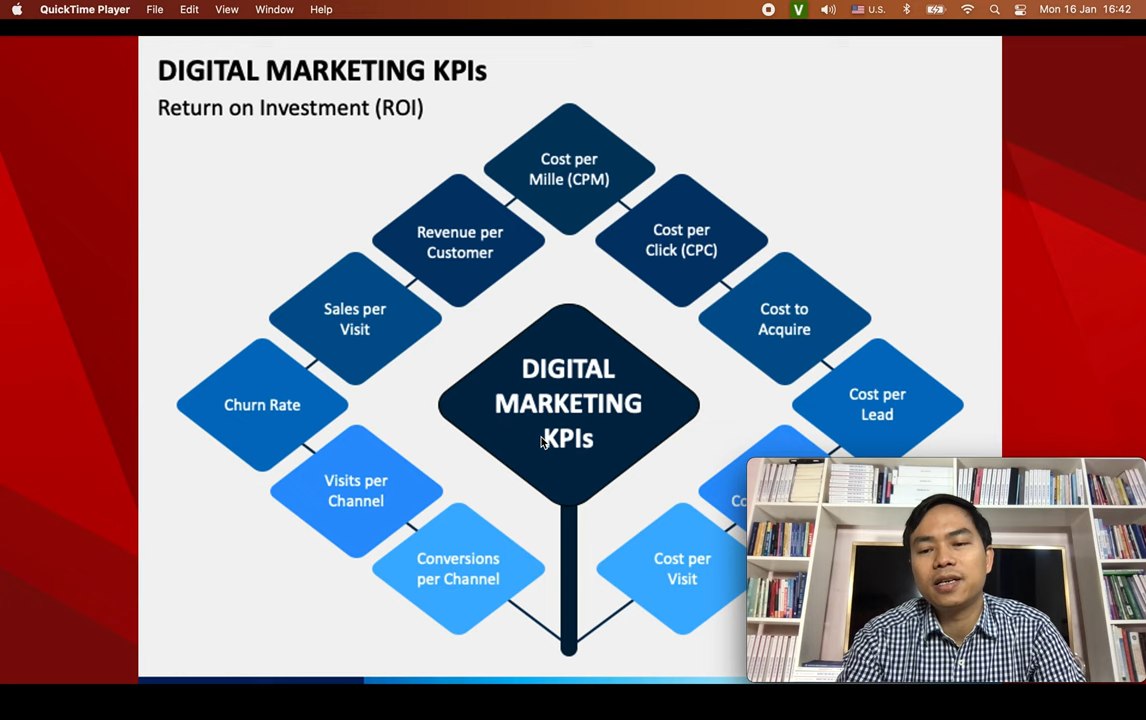 QuickTime Player File Edit View Window Help V U.S. Mon 16 Jan 16:42
DIGITAL MARKETING KPIs
Return on Investment (ROI)
Cost per
Mille (CPM)
Revenue per
Customer
Cost per
Click (CPC)
Sales per
Visit
Cost to
Acquire
Churn Rate
DIGITAL
MARKETING
KPIs
Cost per
Lead
Visits per
Channel
Conversions
per Channel
Cost per
Visit